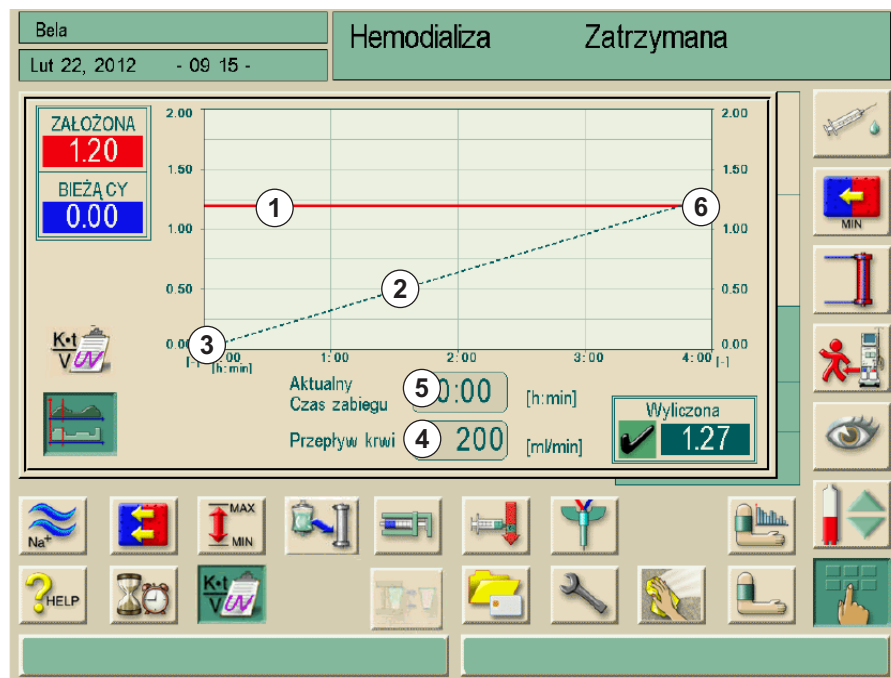 Bela
Hemodializa Zatrzymana
Lut 22, 2012 - 09 15 -
ZAŁOŻONA
1.20
BIEŻĄCY
0.00
2.00
1.50
1.00
0.50
0.00
2.00
1.50
1.00
0.50
0.00
1
2
3
6
[-]
:00
1:00
2:00
3:00
4:00
[-]
[h:min]
K•t
V UV
Aktualny
Czas zabiegu
5
0:00
[h:min]
Przepływ krwi
4
200
[ml/min]
Wyliczona
1.27
MIN
Na+
MAX
MIN
HELP
K•t
V UV